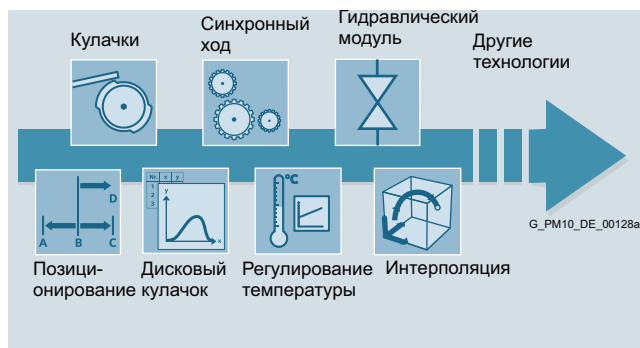 Кулачки
Синхронный
ход
Гидравлический
модуль
Другие
технологии
A
B
C
D
Nr. x y
1
2
3
y
x
°C
G_PM10_DE_00128a
Позици-
онирование
Дисковый
кулачок
Регулирование
температуры
Интерполяция